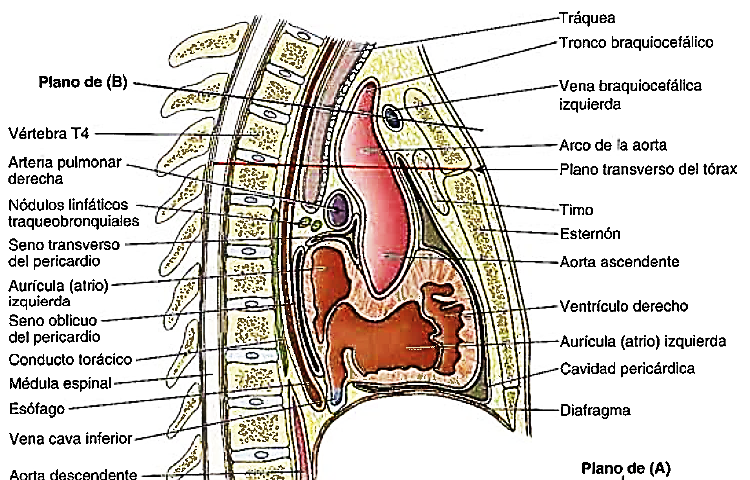 Tráquea
Tronco braquiocefálico
Plano de (B)
Vena braquiocefálica
izquierda
Vértebra T4
Arco de la aorta
Arteria pulmonar
derecha
Plano transverso del tórax
Nódulos linfáticos
traqueobronquiales
Timo
Esternón
Seno transverso
del pericardio
Aorta ascendente
Aurícula (atrio)
izquierda
Ventrículo derecho
Seno oblicuo
del pericardio
Aurícula (atrio) izquierda
Conducto torácico
Cavidad pericárdica
Médula espinal
Esófago
Diafragma
Vena cava inferior
Aorta descendente
Plano de (A)